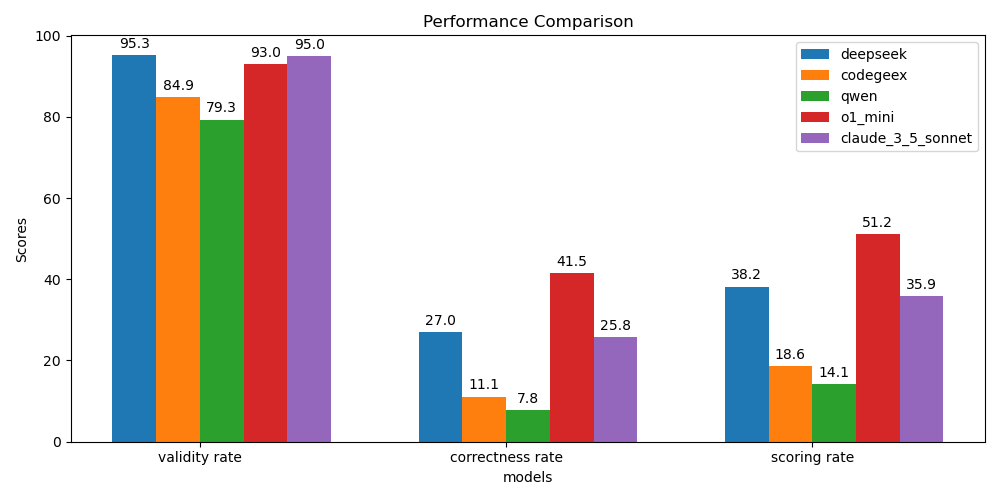 Performance Comparison
Scores
100
80
60
40
20
0
95.3
84.9
79.3
93.0
95.0
27.0
11.1
7.8
41.5
25.8
38.2
18.6
14.1
51.2
35.9
deepseek
codegeex
qwen
o1_mini
claude_3_5_sonnet
validity rate
correctness rate
scoring rate
models